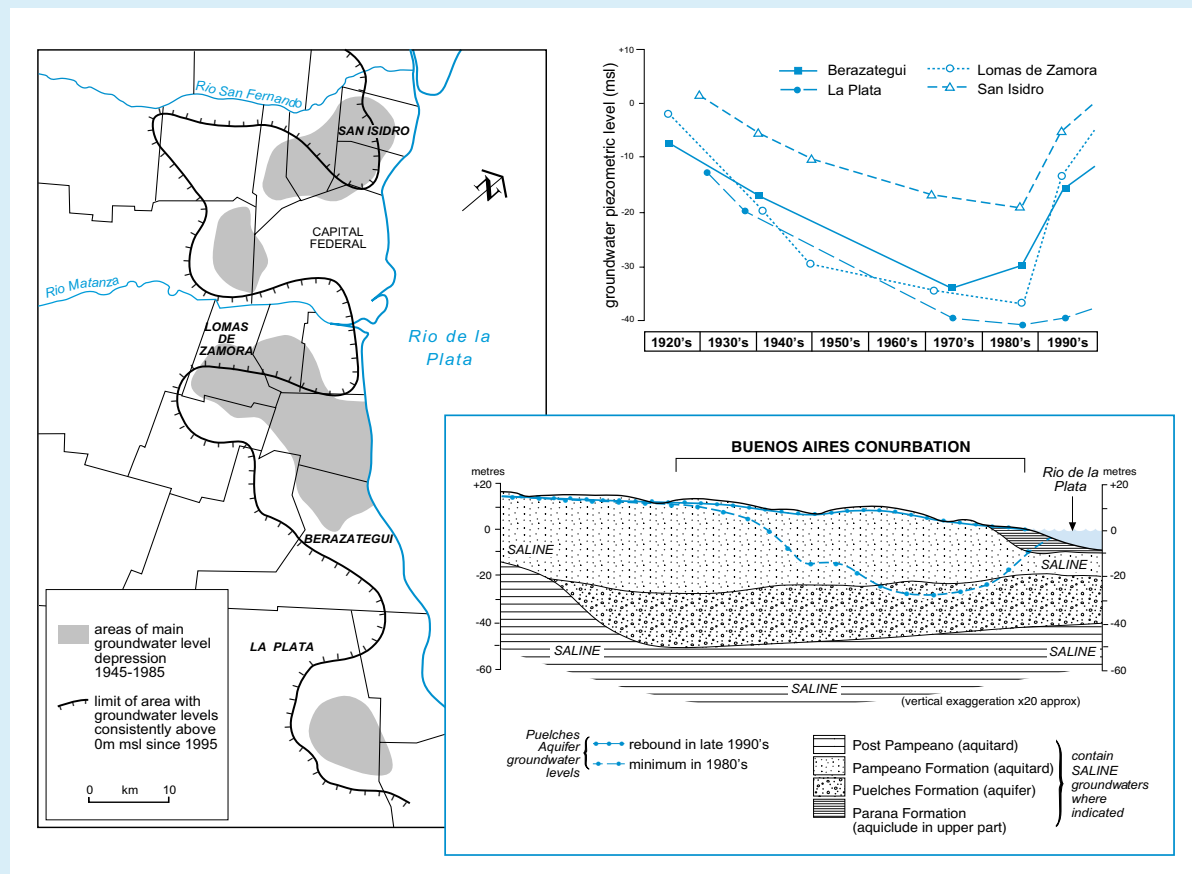 Rio San Fernando
SAN ISIDRO
N
CAPITAL
FEDERAL
Rio Matanza
LOMAS
DE
ZAMORA
Rio de la
Plata
BERAZATEGUI
LA PLATA
areas of main
groundwater level
depression
1945-1985
limit of area with
groundwater levels
consistently above
0m msl since 1995
0 km 10
groundwater piezometric level (msl)
+10
0
-10
-20
-30
-40
Berazategui
La Plata
Lomas de Zamora
San Isidro
1920's 1930's 1940's 1950's 1960's 1970's 1980's 1990's
BUENOS AIRES CONURBATION
metres
+20
0
-20
-40
-60
Rio de la
Plata
metres
+20
0
-20
-40
-60
SALINE
SALINE
SALINE
SALINE
SALINE
(vertical exaggeration x20 approx)
Puelches
Aquifer
groundwater
levels
rebound in late 1990's
minimum in 1980's
Post Pampeano (aquitard)
Pampeano Formation (aquitard)
Puelches Formation (aquifer)
Parana Formation
(aquiclude in upper part)
contain
SALINE
groundwaters
where
indicated